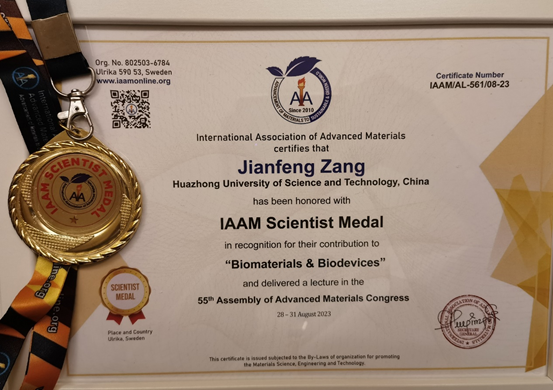 Org. No. 802503-6784
Ulrika 590 53, Sweden
www.iaamonline.org
Since 2010
Certificate Number
IAAM/AL-561/08-23
International Association of Advanced Materials
certifies that
Jianfeng Zang
Huazhong University of Science and Technology, China
has been honored with
IAAM Scientist Medal
in recognition for their contribution to
“Biomaterials & Biodevices”
and delivered a lecture in the
55th Assembly of Advanced Materials Congress
28 – 31 August 2023
IAAM SCIENTIST MEDAL
SCIENTIST
MEDAL
Place and Country
Ulrika, Sweden
This certificate is issued subjected to the By-Laws of organization for promoting
the Materials Science, Engineering and Technology.